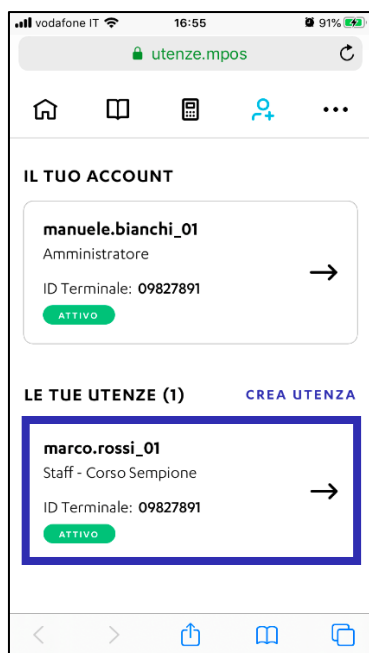 vodafone IT 16:55 91%
utenze.mpos
IL TUO ACCOUNT
manuele.bianchi_01
Amministratore
ID Terminale: 09827891
ATTIVO
LE TUE UTENZE (1) CREA UTENZA
marco.rossi_01
Staff - Corso Sempione
ID Terminale: 09827891
ATTIVO